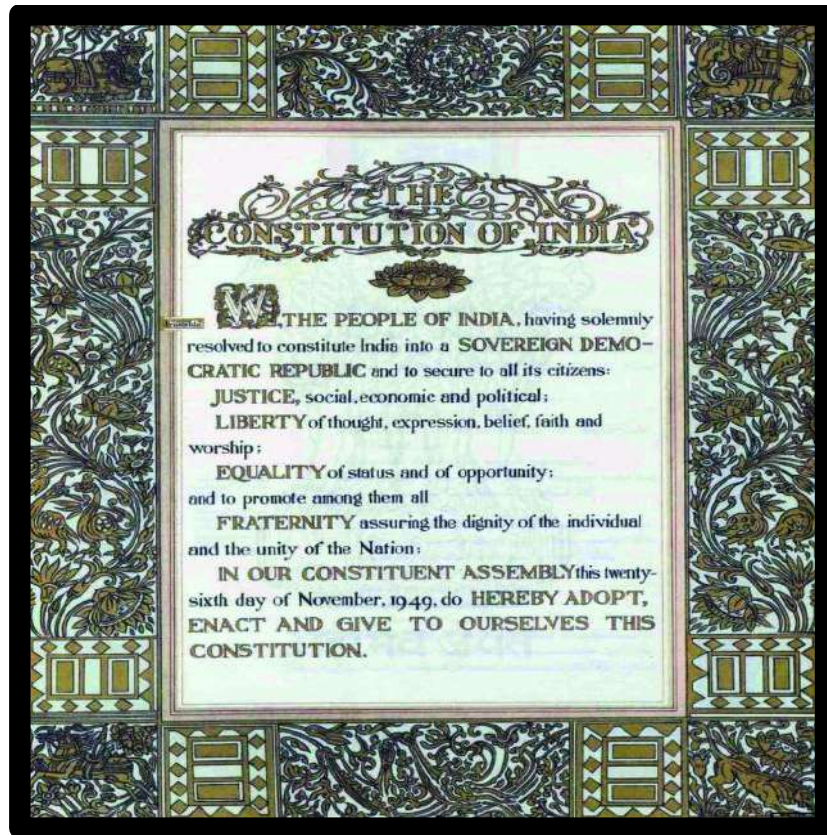 THE
CONSTITUTION OF INDIA
WE, THE PEOPLE OF INDIA, having solemnly
resolved to constitute India into a SOVEREIGN DEMO-
CRATIC REPUBLIC and to secure to all its citizens:
JUSTICE, social, economic and political;
LIBERTY of thought, expression, belief, faith and
worship;
EQUALITY of status and of opportunity;
and to promote among them all
FRATERNITY assuring the dignity of the individual
and the unity of the Nation;
IN OUR CONSTITUENT ASSEMBLY this twenty-
sixth day of November, 1949, do HEREBY ADOPT,
ENACT AND GIVE TO OURSELVES THIS
CONSTITUTION.